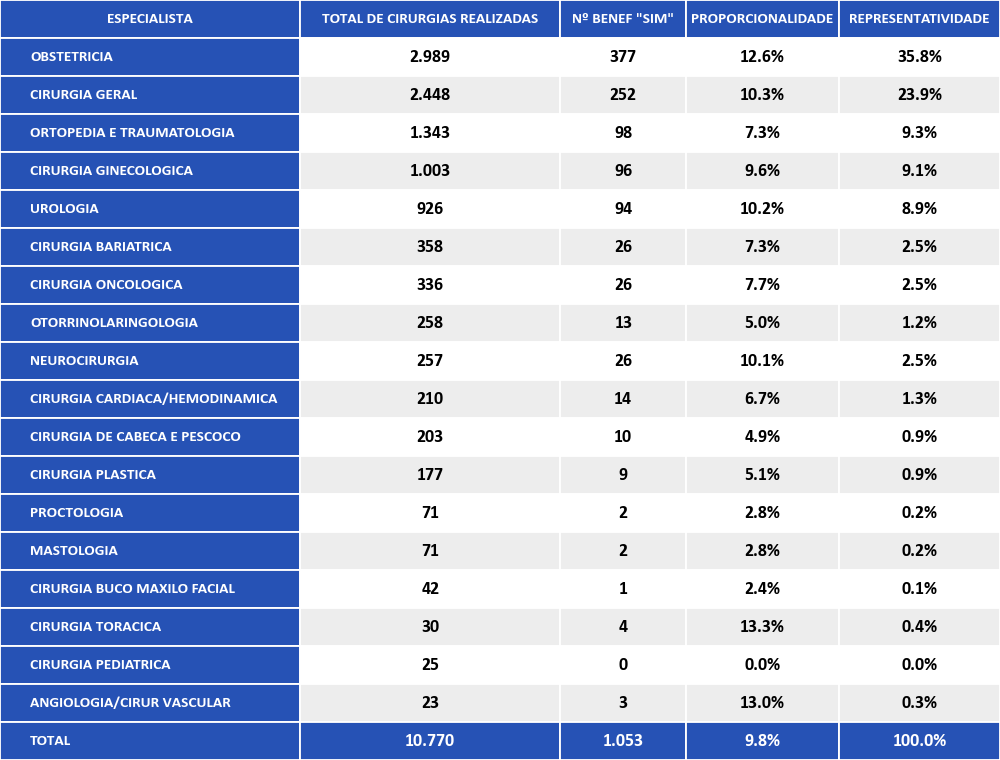 ESPECIALISTA TOTAL DE CIRURGIAS REALIZADAS Nº BENEF "SIM" PROPORCIONALIDADE REPRESENTATIVIDADE
OBSTETRICIA 2.989 377 12.6% 35.8%
CIRURGIA GERAL 2.448 252 10.3% 23.9%
ORTOPEDIA E TRAUMATOLOGIA 1.343 98 7.3% 9.3%
CIRURGIA GINECOLOGICA 1.003 96 9.6% 9.1%
UROLOGIA 926 94 10.2% 8.9%
CIRURGIA BARIATRICA 358 26 7.3% 2.5%
CIRURGIA ONCOLOGICA 336 26 7.7% 2.5%
OTORRINOLARINGOLOGIA 258 13 5.0% 1.2%
NEUROCIRURGIA 257 26 10.1% 2.5%
CIRURGIA CARDIACA/HEMODINAMICA 210 14 6.7% 1.3%
CIRURGIA DE CABECA E PESCOCO 203 10 4.9% 0.9%
CIRURGIA PLASTICA 177 9 5.1% 0.9%
PROCTOLOGIA 71 2 2.8% 0.2%
MASTOLOGIA 71 2 2.8% 0.2%
CIRURGIA BUCO MAXILO FACIAL 42 1 2.4% 0.1%
CIRURGIA TORACICA 30 4 13.3% 0.4%
CIRURGIA PEDIATRICA 25 0 0.0% 0.0%
ANGIOLOGIA/CIRUR VASCULAR 23 3 13.0% 0.3%
TOTAL 10.770 1.053 9.8% 100.0%